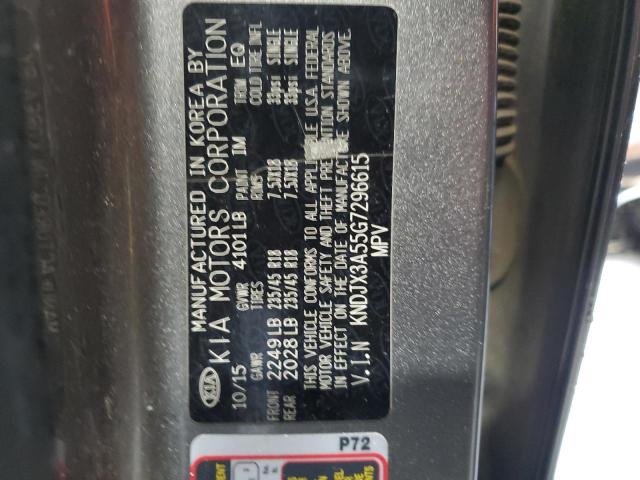 MANUFACTURED IN KOREA BY
KIA KIA MOTORS CORPORATION
10/15 GVWR 4101LB PAINT IM TRIM EQ
GAWR TIRES RIMS COLD TIRE INFL
FRONT 2249LB 235/45 R18 7.5JX18 33psi SINGLE
REAR 2028LB 235/45 R18 7.5JX18 33psi SINGLE
THIS VEHICLE CONFORMS TO ALL U.S.A. FEDERAL
MOTOR VEHICLE SAFETY AND THEFT STANDARDS
IN EFFECT ON THE DATE OF MANUFACTURE SHOWN ABOVE.
V.I.N KNDJX3A55G7296615
MPV
P72